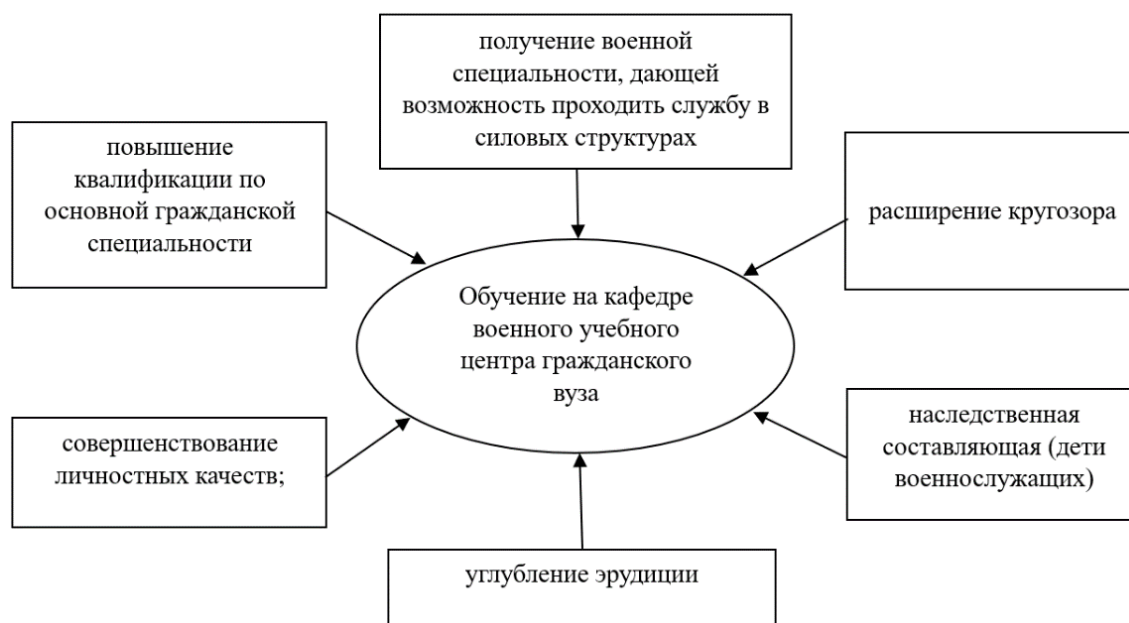 получение военной
специальности, дающей
возможность проходить службу в
силовых структурах
повышение
квалификации по
основной гражданской
специальности
расширение кругозора
Обучение на кафедре
военного учебного
центра гражданского
вуза
совершенствование
личностных качеств;
наследственная
составляющая (дети
военнослужащих)
углубление эрудиции